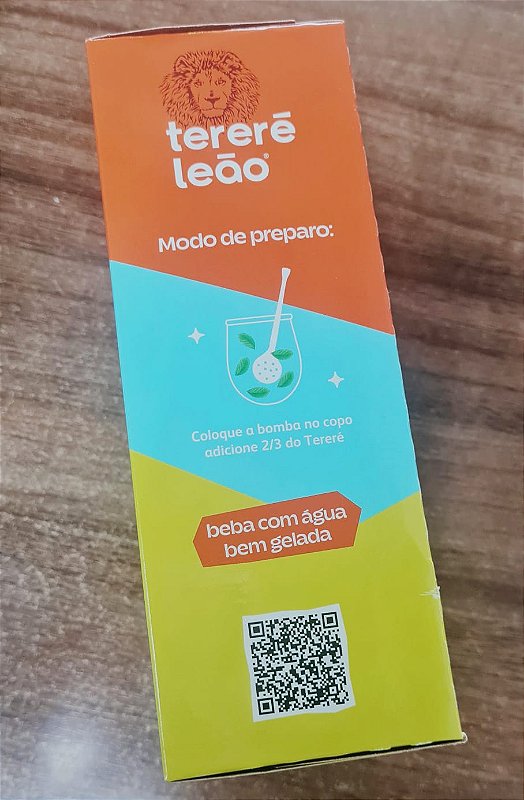 tererê
leão®
Modo de preparo:
Coloque a bomba no copo
adicione 2/3 do Tererê
beba com água
bem gelada